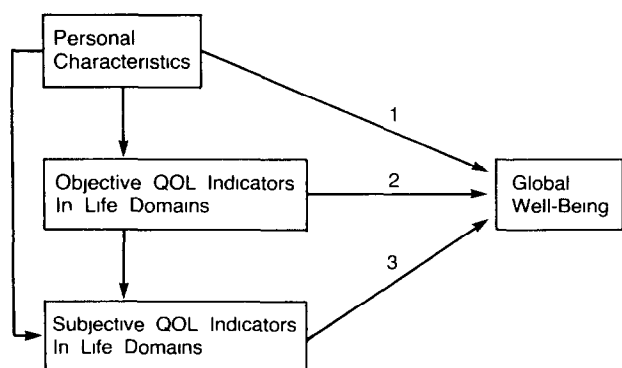 Personal
Characteristics
1
Objective QOL Indicators
In Life Domains
2
Global
Well-Being
3
Subjective QOL Indicators
In Life Domains